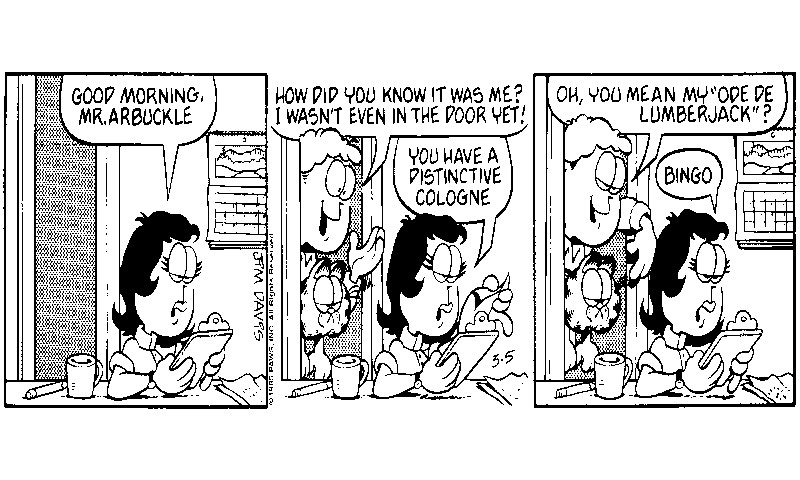 GOOD MORNING,
MR. ARBUCKLE
JIM DAVIS
HOW DID YOU KNOW IT WAS ME?
I WASN'T EVEN IN THE DOOR YET!
YOU HAVE A
DISTINCTIVE
COLOGNE
3-5
OH, YOU MEAN MY "ODE DE
LUMBERJACK"?
BINGO